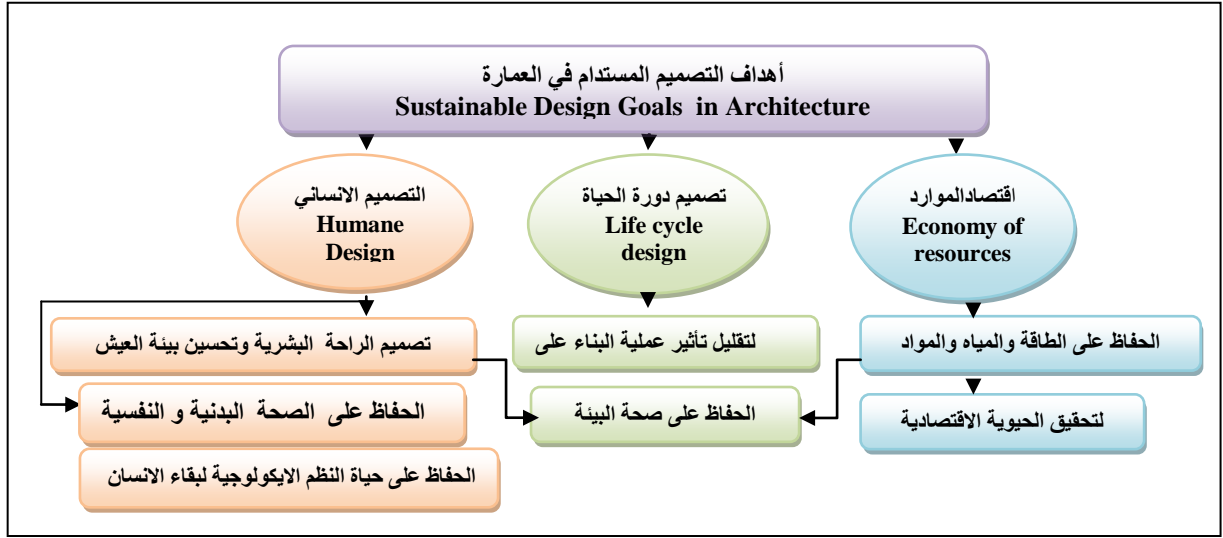 أهداف التصميم المستدام في العمارة
Sustainable Design Goals in Architecture
اقتصادالموارد
Economy of
resources
تصميم دورة الحياة
Life cycle
design
التصميم الانساني
Humane
Design
الحفاظ على الطاقة والمياه والمواد
لتحقيق الحيوية الاقتصادية
لتقليل تأثير عملية البناء على
الحفاظ على صحة البيئة
تصميم الراحة البشرية وتحسين بيئة العيش
الحفاظ على الصحة البدنية و النفسية
الحفاظ على حياة النظم الايكولوجية لبقاء الانسان